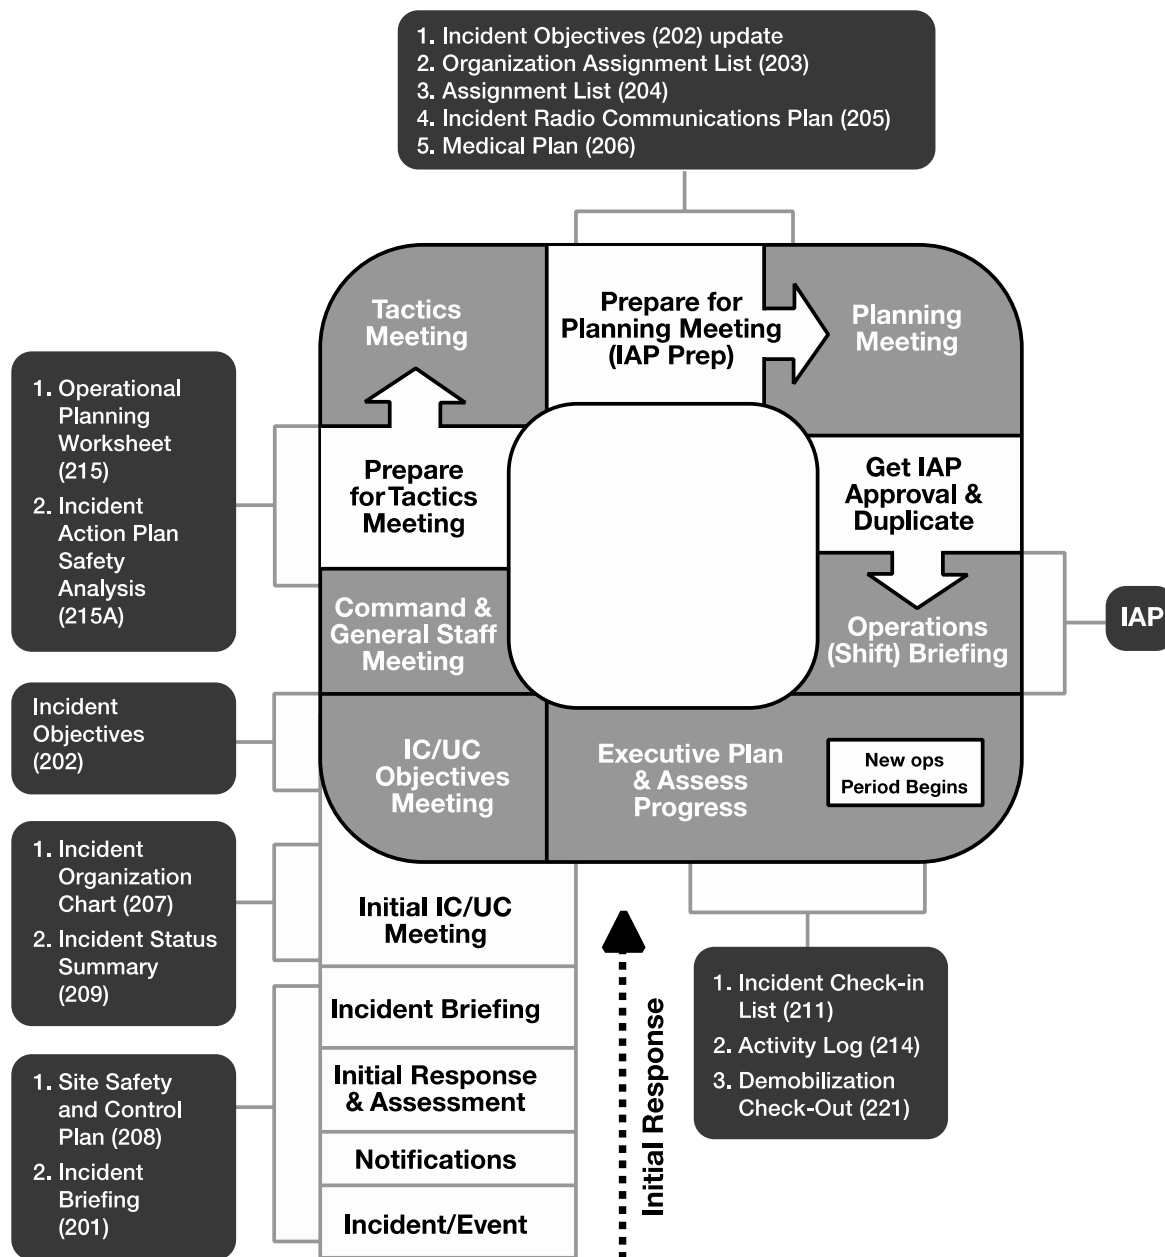 1. Incident Objectives (202) update
2. Organization Assignment List (203)
3. Assignment List (204)
4. Incident Radio Communications Plan (205)
5. Medical Plan (206)
Tactics
Meeting
Prepare for
Planning Meeting
(IAP Prep)
Planning
Meeting
1. Operational
Planning
Worksheet
(215)
2. Incident
Action Plan
Safety
Analysis
(215A)
Prepare
for Tactics
Meeting
Get IAP
Approval &
Duplicate
Command &
General Staff
Meeting
Operations
(Shift) Briefing
IAP
Incident
Objectives
(202)
IC/UC
Objectives
Meeting
Executive Plan
& Assess
Progress
New ops
Period Begins
1. Incident
Organization
Chart (207)
2. Incident Status
Summary
(209)
Initial IC/UC
Meeting
Incident Briefing
Initial Response
& Assessment
Notifications
Incident/Event
Initial Response
1. Incident Check-in
List (211)
2. Activity Log (214)
3. Demobilization
Check-Out (221)
1. Site Safety
and Control
Plan (208)
2. Incident
Briefing
(201)